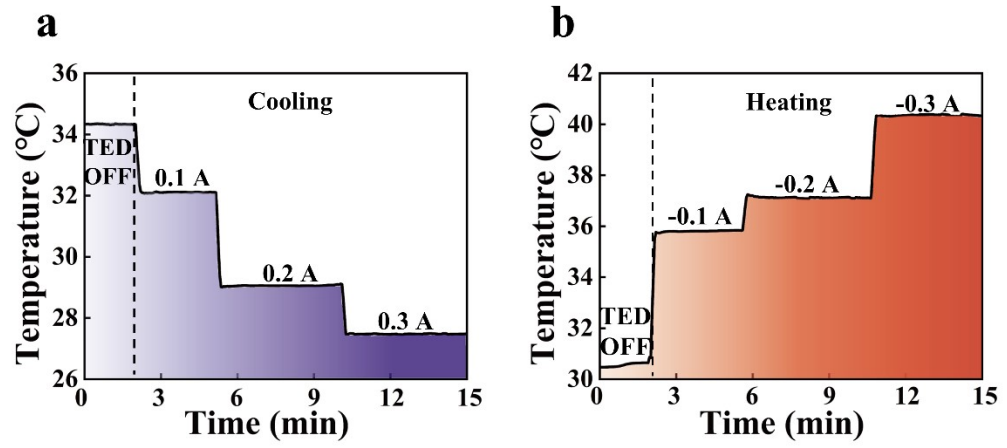 a
b
36
34
32
30
28
26
Temperature (°C)
Cooling
TED
OFF
0.1 A
0.2 A
0.3 A
0
3
6
9
12
15
Time (min)
42
40
38
36
34
32
30
Temperature (°C)
Heating
TED
OFF
-0.1 A
-0.2 A
-0.3 A
0
3
6
9
12
15
Time (min)